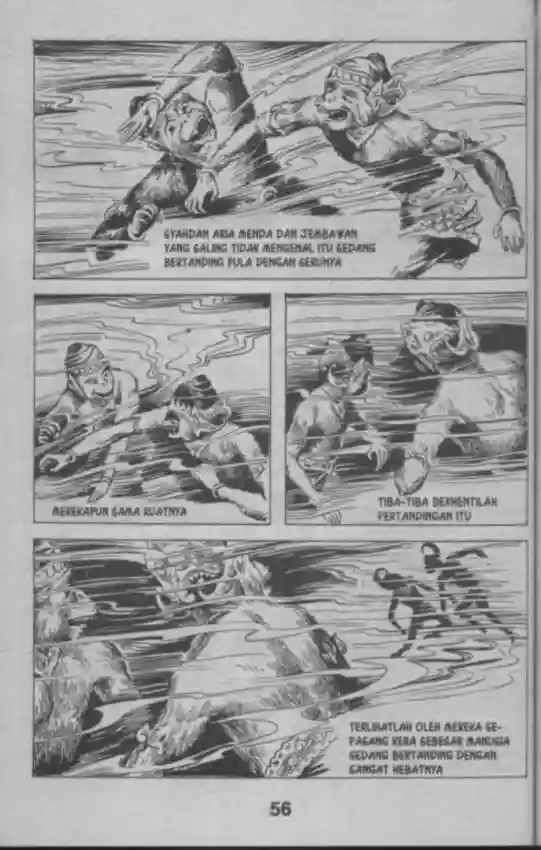 SYAHDAN ARIA MENDA DAN JEMBAWAN
YANG SALING TIDAK MENGENAL ITU SEDANG
BERTANDING PULA DENGAN SERUNYA
MEREKAPUN SAMA KUATNYA
TIBA-TIBA BERHENTILAH
PERTANDINGAN ITU
TERLIHATLAH OLEH MEREKA SE-
PASANG KERA SEBESAR MANUSIA
SEDANG BERTANDING DENGAN
SANGAT HEBATNYA
56